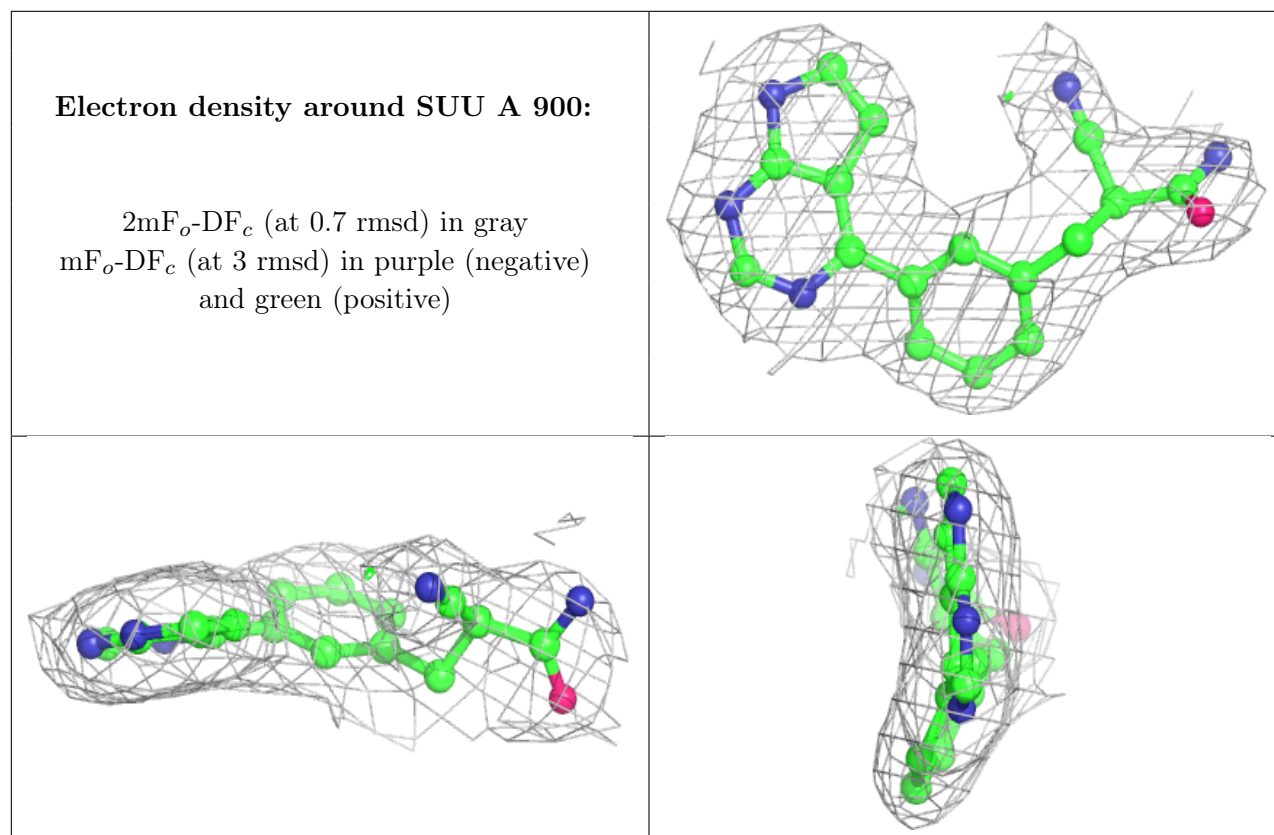 Electron density around SUU A 900:
2mFₒ-DF𝒸 (at 0.7 rmsd) in gray
mFₒ-DF𝒸 (at 3 rmsd) in purple (negative)
and green (positive)